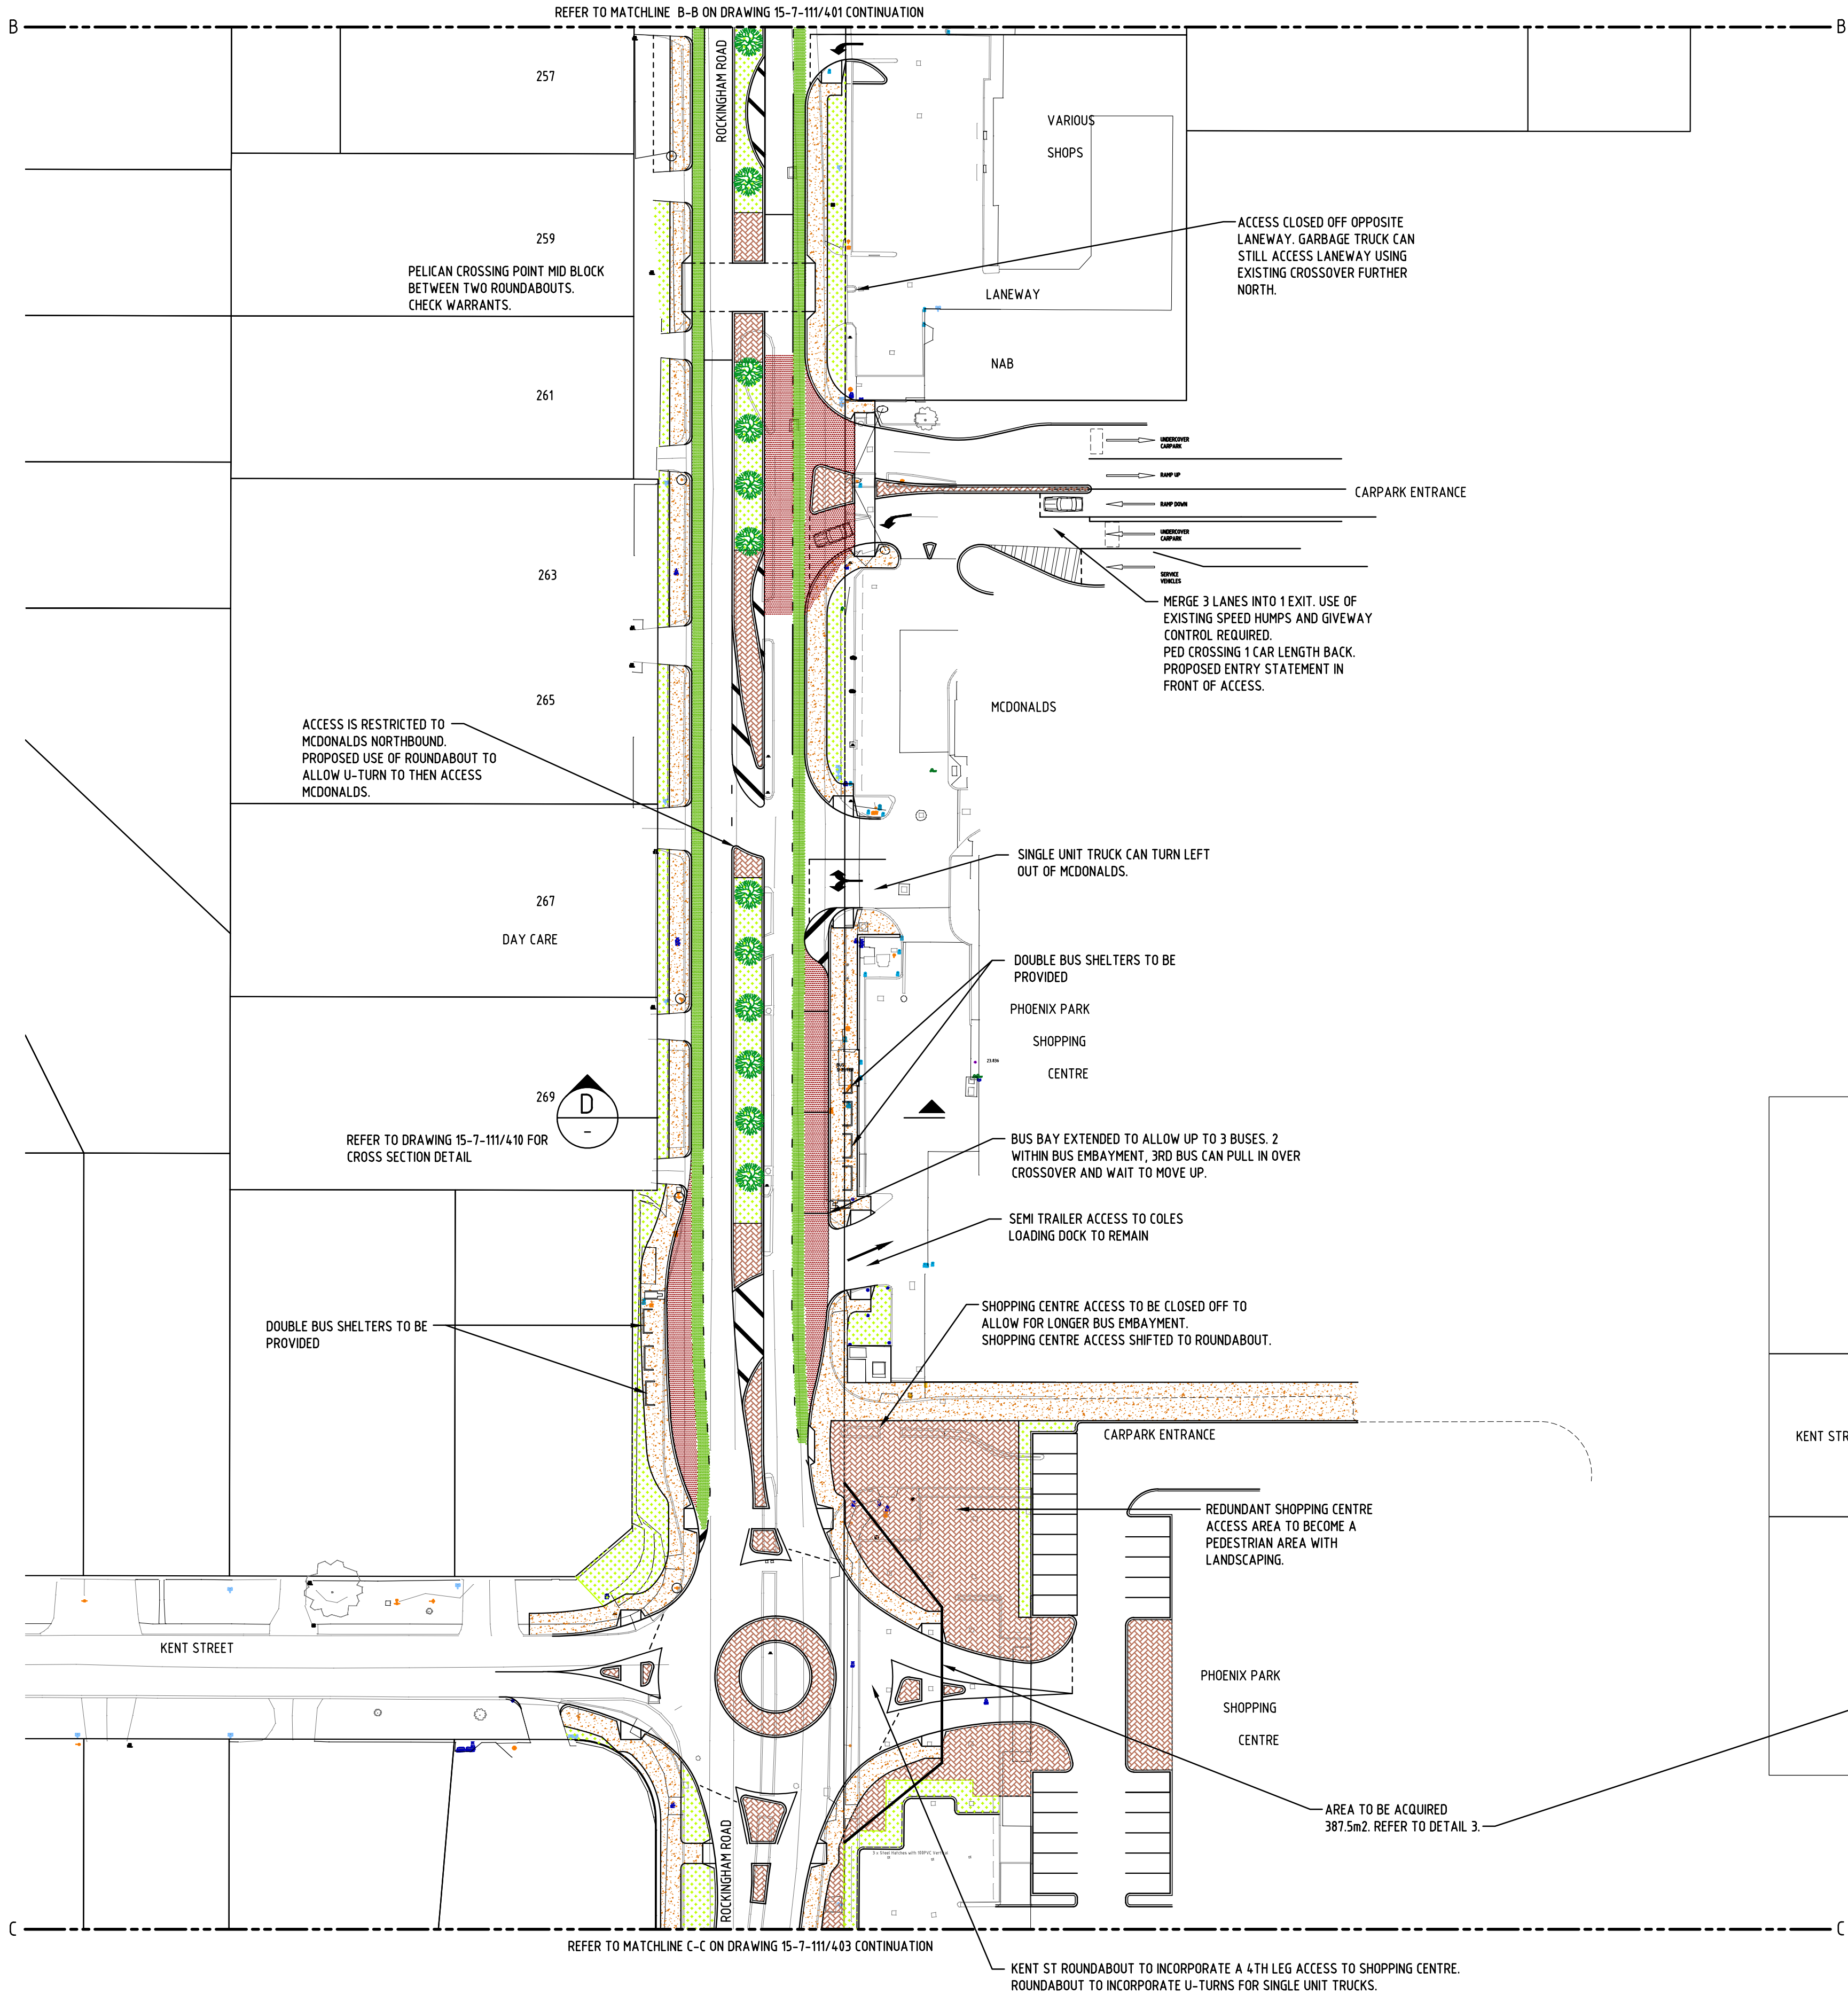 REFER TO MATCHLINE B-B ON DRAWING 15-7-111/401 CONTINUATION
B
B
ROCKINGHAM ROAD
257
VARIOUS
SHOPS
259
PELICAN CROSSING POINT MID BLOCK
BETWEEN TWO ROUNDABOUTS.
CHECK WARRANTS.
ACCESS CLOSED OFF OPPOSITE
LANEWAY. GARBAGE TRUCK CAN
STILL ACCESS LANEWAY USING
EXISTING CROSSOVER FURTHER
NORTH.
LANEWAY
NAB
261
UNDERCOVER
CARPARK
RAMP UP
CARPARK ENTRANCE
RAMP DOWN
UNDERCOVER
CARPARK
SERVICE
VEHICLES
263
MERGE 3 LANES INTO 1 EXIT. USE OF
EXISTING SPEED HUMPS AND GIVEWAY
CONTROL REQUIRED.
PED CROSSING 1 CAR LENGTH BACK.
PROPOSED ENTRY STATEMENT IN
FRONT OF ACCESS.
265
MCDONALDS
ACCESS IS RESTRICTED TO
MCDONALDS NORTHBOUND.
PROPOSED USE OF ROUNDABOUT TO
ALLOW U-TURN TO THEN ACCESS
MCDONALDS.
SINGLE UNIT TRUCK CAN TURN LEFT
OUT OF MCDONALDS.
267
DAY CARE
DOUBLE BUS SHELTERS TO BE
PROVIDED
PHOENIX PARK
SHOPPING
CENTRE
23.836
269
D
-
REFER TO DRAWING 15-7-111/410 FOR
CROSS SECTION DETAIL
BUS BAY EXTENDED TO ALLOW UP TO 3 BUSES. 2
WITHIN BUS EMBAYMENT, 3RD BUS CAN PULL IN OVER
CROSSOVER AND WAIT TO MOVE UP.
SEMI TRAILER ACCESS TO COLES
LOADING DOCK TO REMAIN
SHOPPING CENTRE ACCESS TO BE CLOSED OFF TO
ALLOW FOR LONGER BUS EMBAYMENT.
SHOPPING CENTRE ACCESS SHIFTED TO ROUNDABOUT.
DOUBLE BUS SHELTERS TO BE
PROVIDED
CARPARK ENTRANCE
KENT STR
REDUNDANT SHOPPING CENTRE
ACCESS AREA TO BECOME A
PEDESTRIAN AREA WITH
LANDSCAPING.
KENT STREET
PHOENIX PARK
SHOPPING
CENTRE
AREA TO BE ACQUIRED
387.5m2. REFER TO DETAIL 3.
ROCKINGHAM ROAD
C
C
REFER TO MATCHLINE C-C ON DRAWING 15-7-111/403 CONTINUATION
KENT ST ROUNDABOUT TO INCORPORATE A 4TH LEG ACCESS TO SHOPPING CENTRE.
ROUNDABOUT TO INCORPORATE U-TURNS FOR SINGLE UNIT TRUCKS.